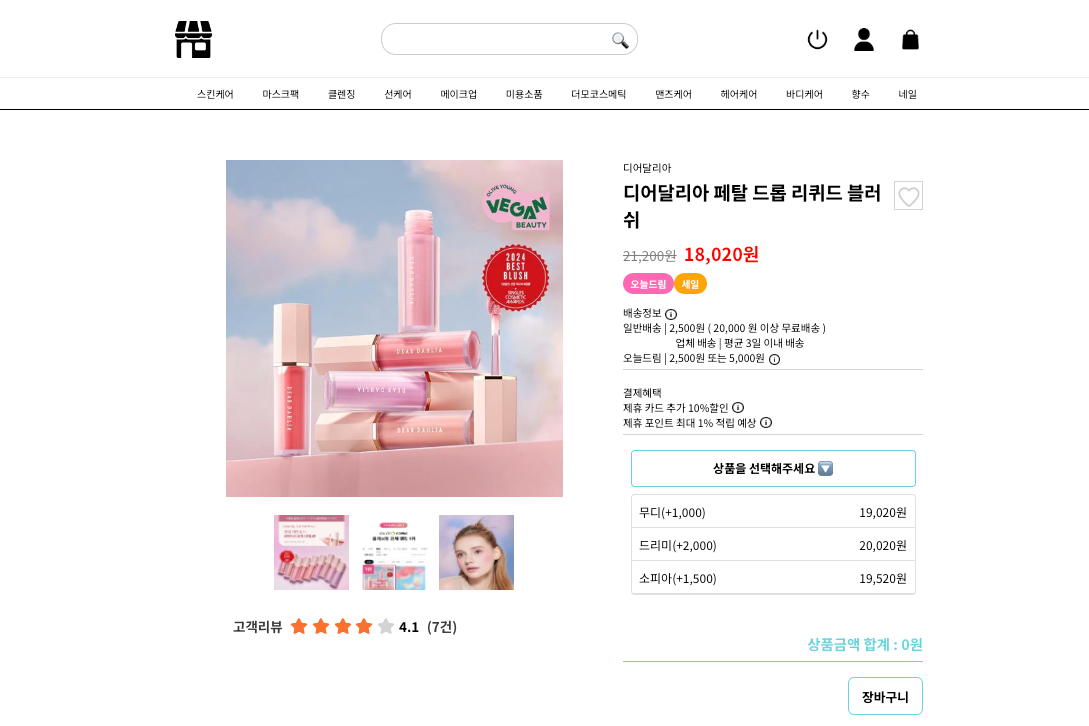 스킨케어 마스크팩 클렌징 선케어 메이크업 미용소품 더모코스메틱 맨즈케어 헤어케어 바디케어 향수 네일
OLIVE YOUNG
VEGAN
BEAUTY
2024
BEST
BLUSH
SINGLES
COSMETIC
AWARDS
DEAR DAHLIA
DEAR DAHLIA
DEAR DAHLIA
DEAR DAHLIA
DEAR DAHLIA
고객리뷰 4.1 (7건)
디어달리아
디어달리아 페탈 드롭 리퀴드 블러
쉬
21,200원 18,020원
오늘드림 세일
배송정보
일반배송 | 2,500원 ( 20,000 원 이상 무료배송 )
업체 배송 | 평균 3일 이내 배송
오늘드림 | 2,500원 또는 5,000원
결제혜택
제휴 카드 추가 10%할인
제휴 포인트 최대 1% 적립 예상
상품을 선택해주세요
무디(+1,000) 19,020원
드리미(+2,000) 20,020원
소피아(+1,500) 19,520원
상품금액 합계 : 0원
장바구니